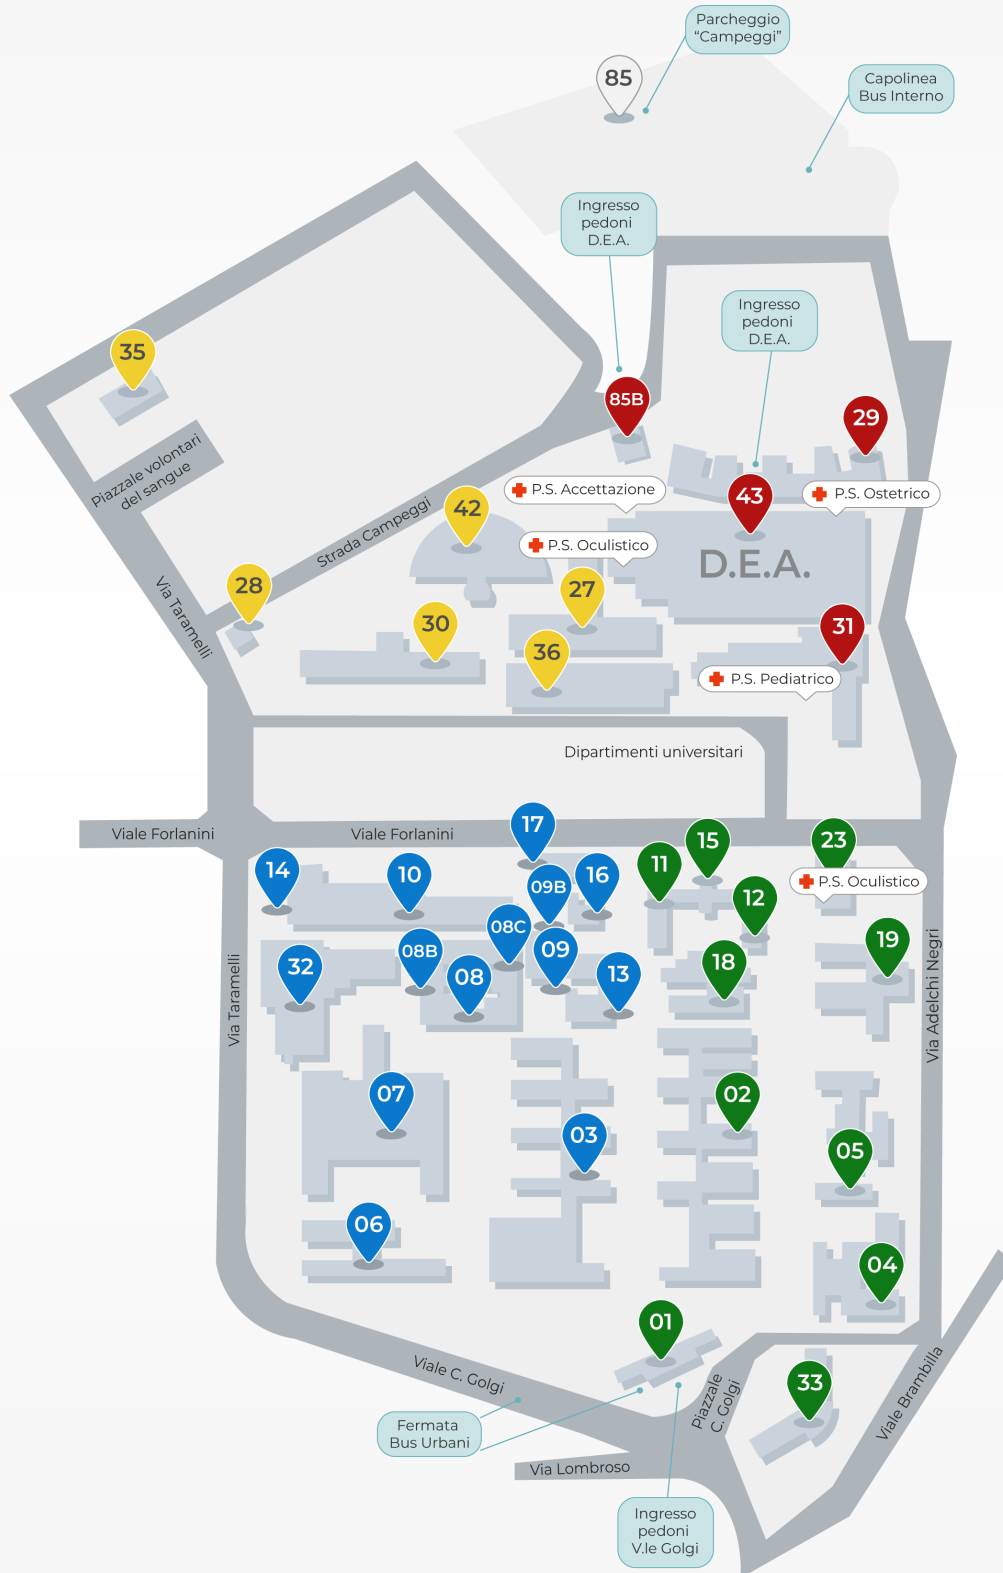 Parcheggio
“Campeggi”
85
Capolinea
Bus Interno
Ingresso
pedoni
D.E.A.
Ingresso
pedoni
D.E.A.
35
85B
29
Piazzale volontari
del sangue
P.S. Accettazione
43
P.S. Ostetrico
42
Strada Campeggi
P.S. Oculistico
D.E.A.
28
27
Via Taramelli
30
31
36
P.S. Pediatrico
Dipartimenti universitari
Viale Forlanini
Viale Forlanini
17
15
23
14
10
09B
16
11
P.S. Oculistico
12
08C
19
32
08B
08
09
13
18
Via Taramelli
Via Adelchi Negri
07
02
03
05
06
04
01
Viale C. Golgi
Piazzale
C. Golgi
33
Viale Brambilla
Fermata
Bus Urbani
Via Lombroso
Ingresso
pedoni
V.le Golgi